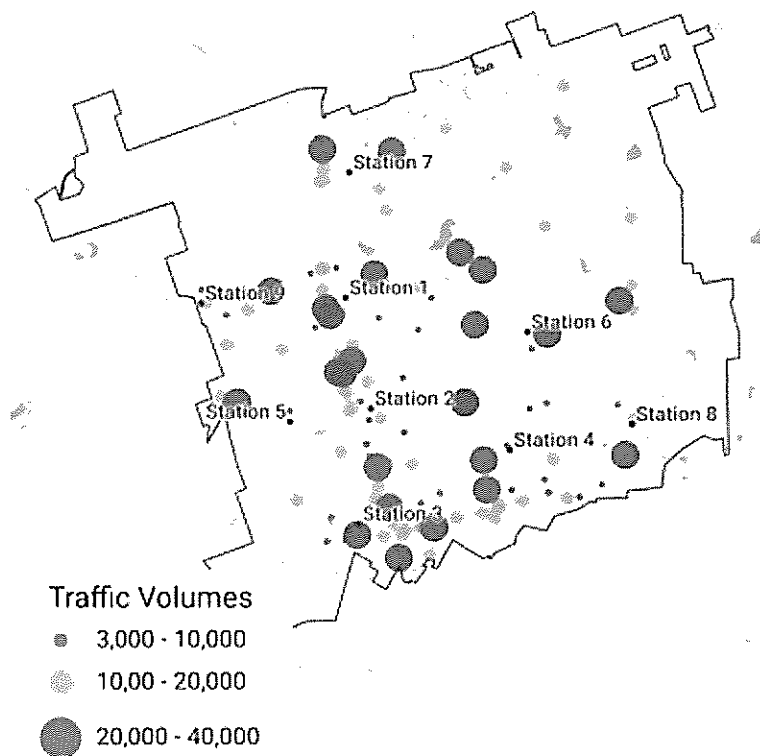 Station 7
Station 9
Station 1
Station 6
Station 5
Station 2
Station 8
Station 4
Station 3
Traffic Volumes
3,000 - 10,000
10,00 - 20,000
20,000 - 40,000